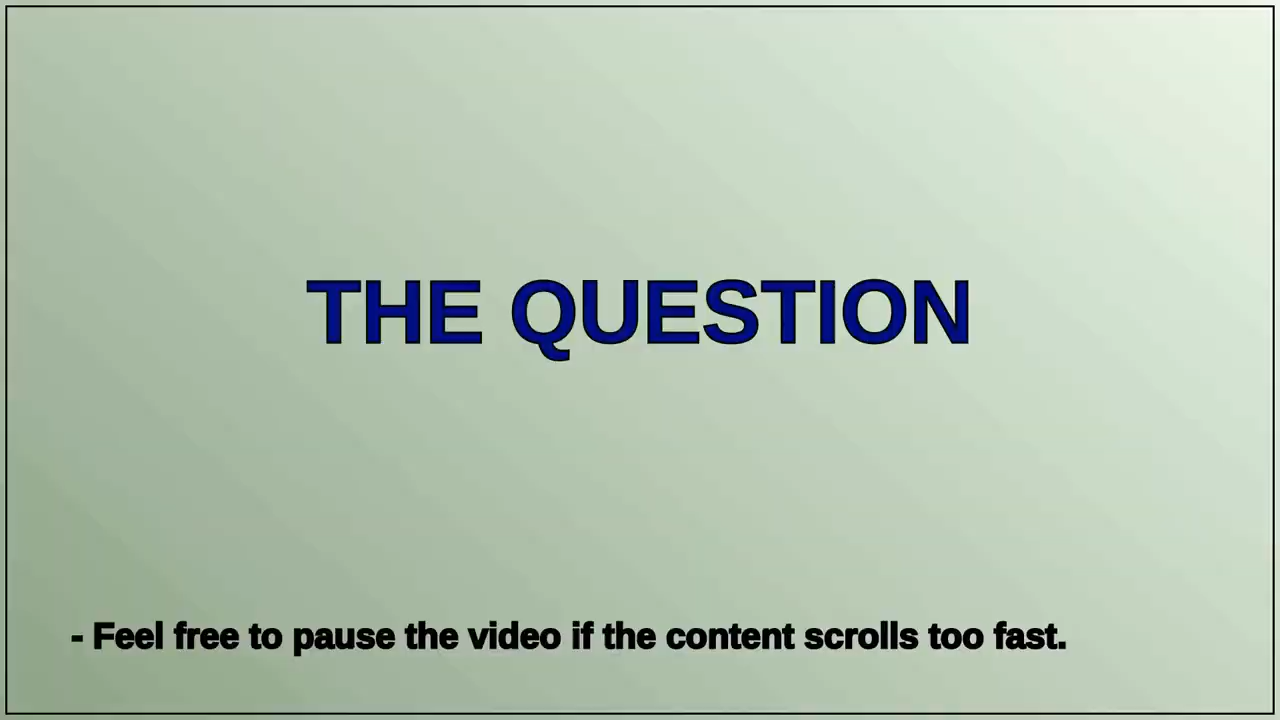 THE QUESTION
- Feel free to pause the video if the content scrolls too fast.